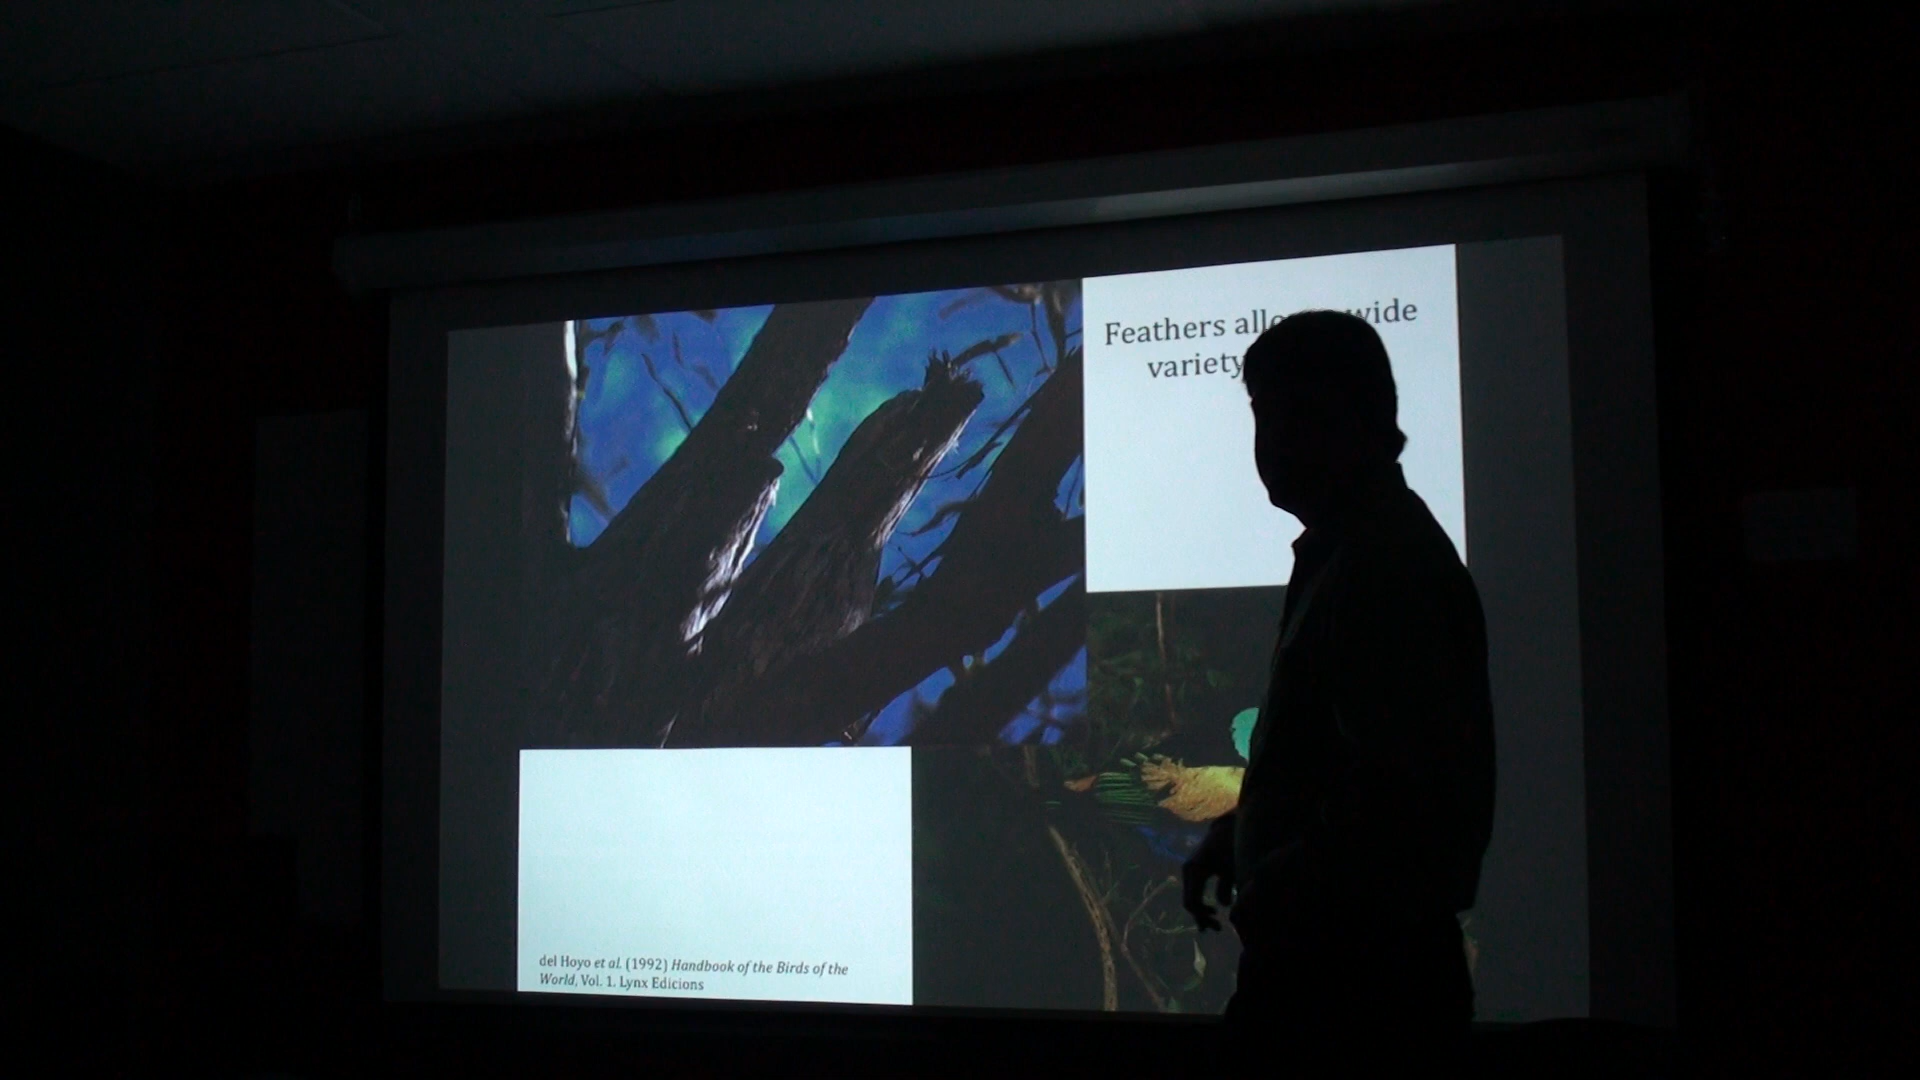 Feathers allow wide
variety
del Hoyo et al. (1992) Handbook of the Birds of the
World, Vol. 1. Lynx Edicions